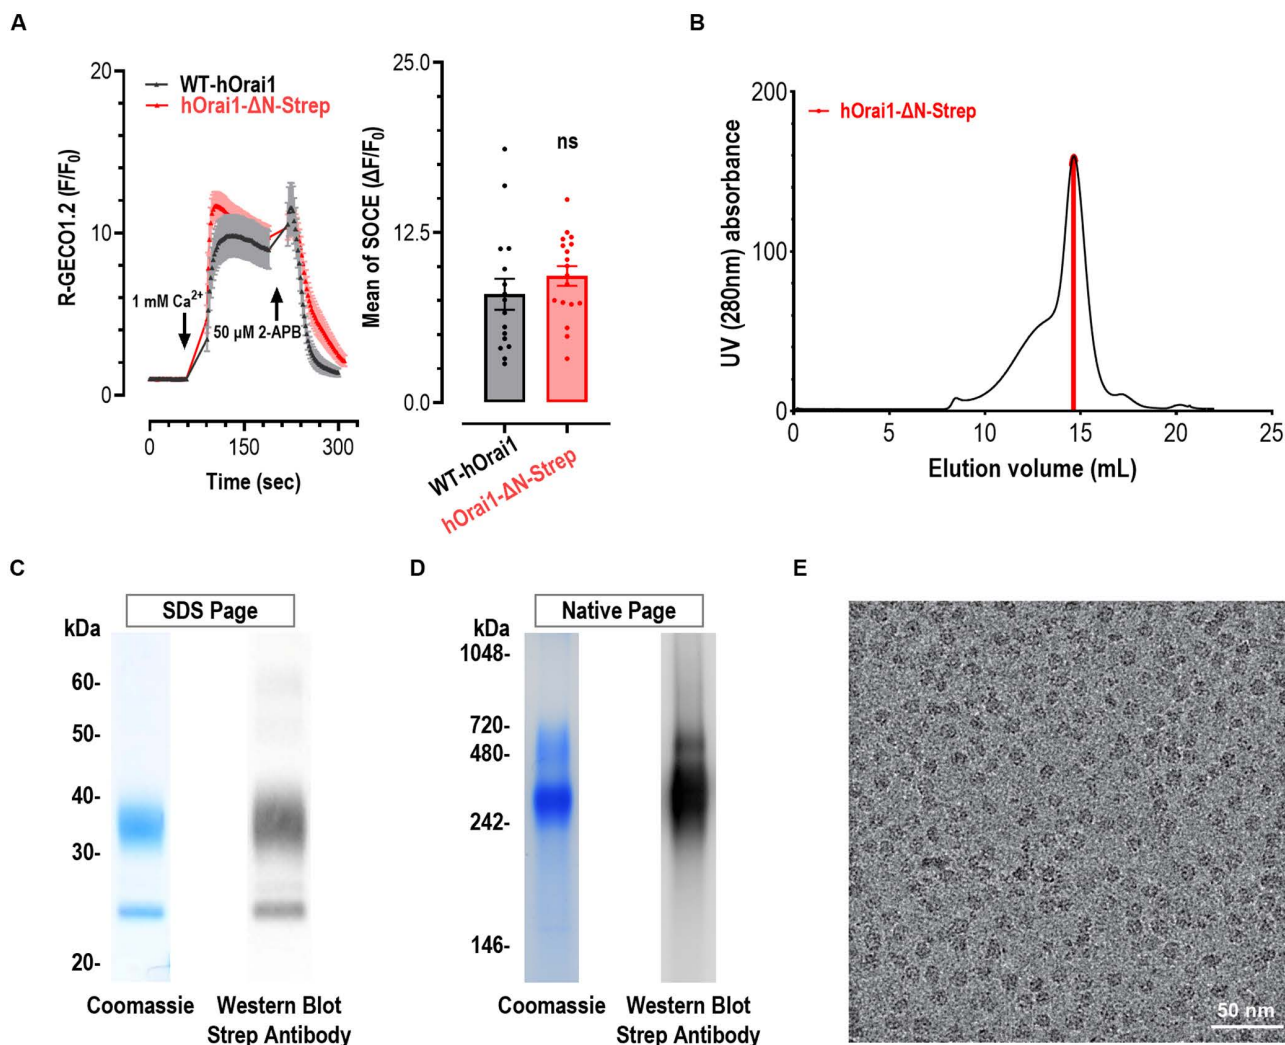 A
WT-hOrai1
hOrai1-ΔN-Strep
20
10
0
R-GECO1.2 (F/F₀)
1 mM Ca²⁺
50 µM 2-APB
0
150
300
Time (sec)
25.0
12.5
0.0
Mean of SOCE (ΔF/F₀)
ns
WT-hOrai1
hOrai1-ΔN-Strep
B
hOrai1-ΔN-Strep
200
100
0
UV (280nm) absorbance
0
5
10
15
20
25
Elution volume (mL)
C
SDS Page
kDa
60-
50-
40-
30-
20-
Coomassie
Western Blot
Strep Antibody
D
Native Page
kDa
1048-
720-
480-
242-
146-
Coomassie
Western Blot
Strep Antibody
E
50 nm